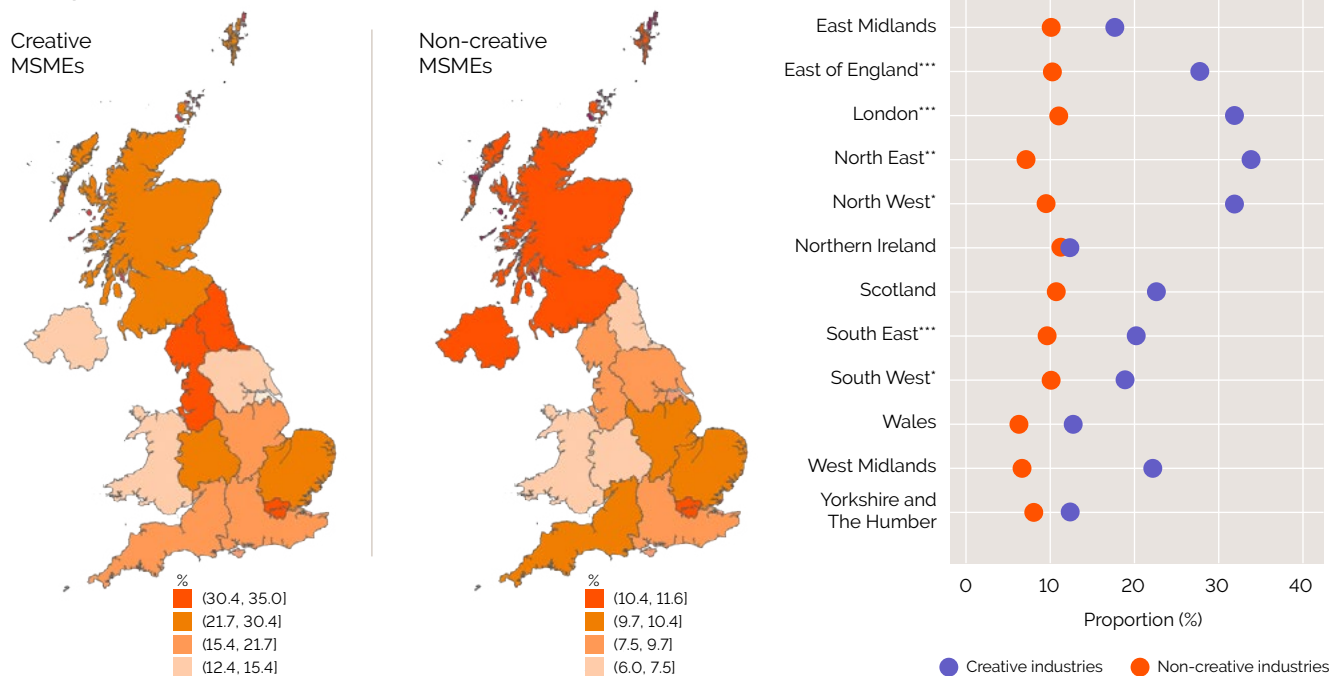 Creative
MSMEs
%
(30.4, 35.0]
(21.7, 30.4]
(15.4, 21.7]
(12.4, 15.4]
Non-creative
MSMEs
%
(10.4, 11.6]
(9.7, 10.4]
(7.5, 9.7]
(6.0, 7.5]
East Midlands
East of England***
London***
North East**
North West*
Northern Ireland
Scotland
South East***
South West*
Wales
West Midlands
Yorkshire and
The Humber
0 10 20 30 40
Proportion (%)
Creative industries
Non-creative industries